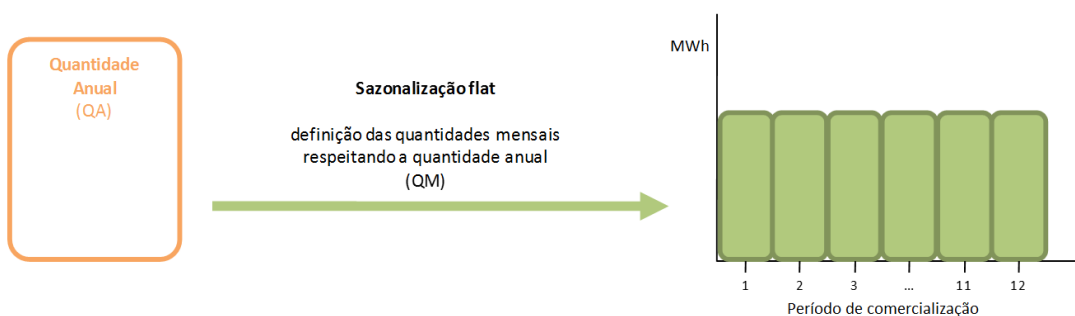 Quantidade
Anual
(QA)
Sazonalização flat
definição das quantidades mensais
respeitando a quantidade anual
(QM)
MWh
1 2 3 ... 11 12
Período de comercialização